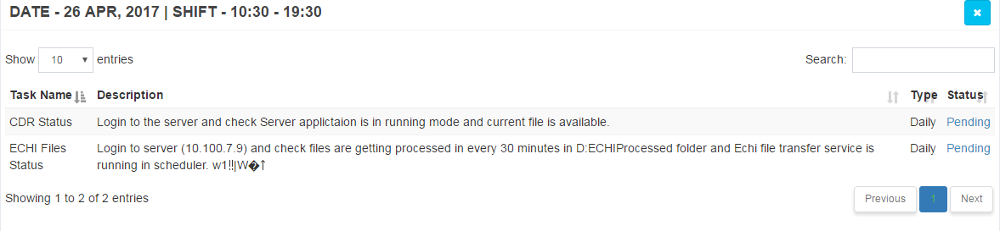 DATE - 26 APR, 2017 | SHIFT - 10:30 - 19:30
Show 10 entries Search:
Task Name Description Type Status
CDR Status Login to the server and check Server applictaion is in running mode and current file is available. Daily Pending
ECHI Files Login to server (10.100.7.9) and check files are getting processed in every 30 minutes in D:ECHIProcessed folder and Echi file transfer service is Daily Pending
Status running in scheduler. w1‼|W�↑
Showing 1 to 2 of 2 entries Previous 1 Next